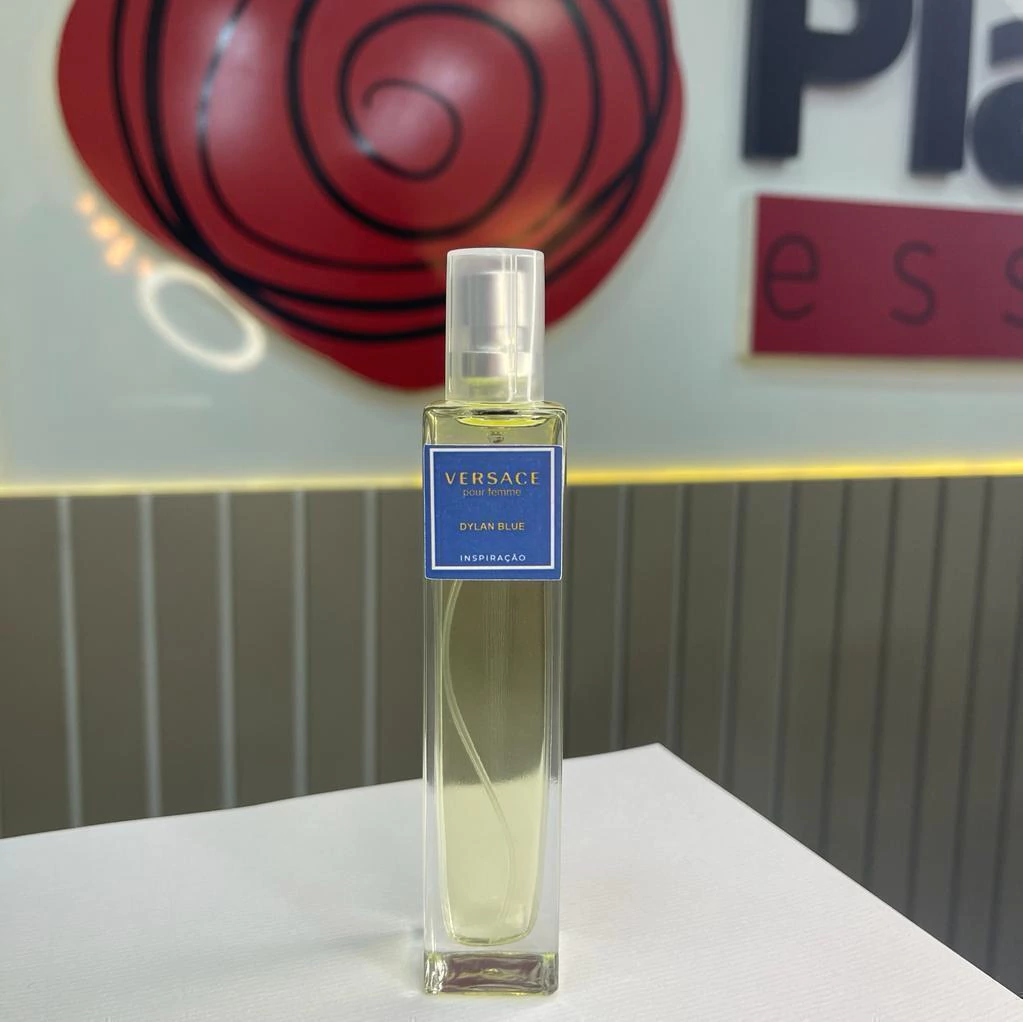 Pla
ess
VERSACE
pour femme
DYLAN BLUE
INSPIRAÇÃO